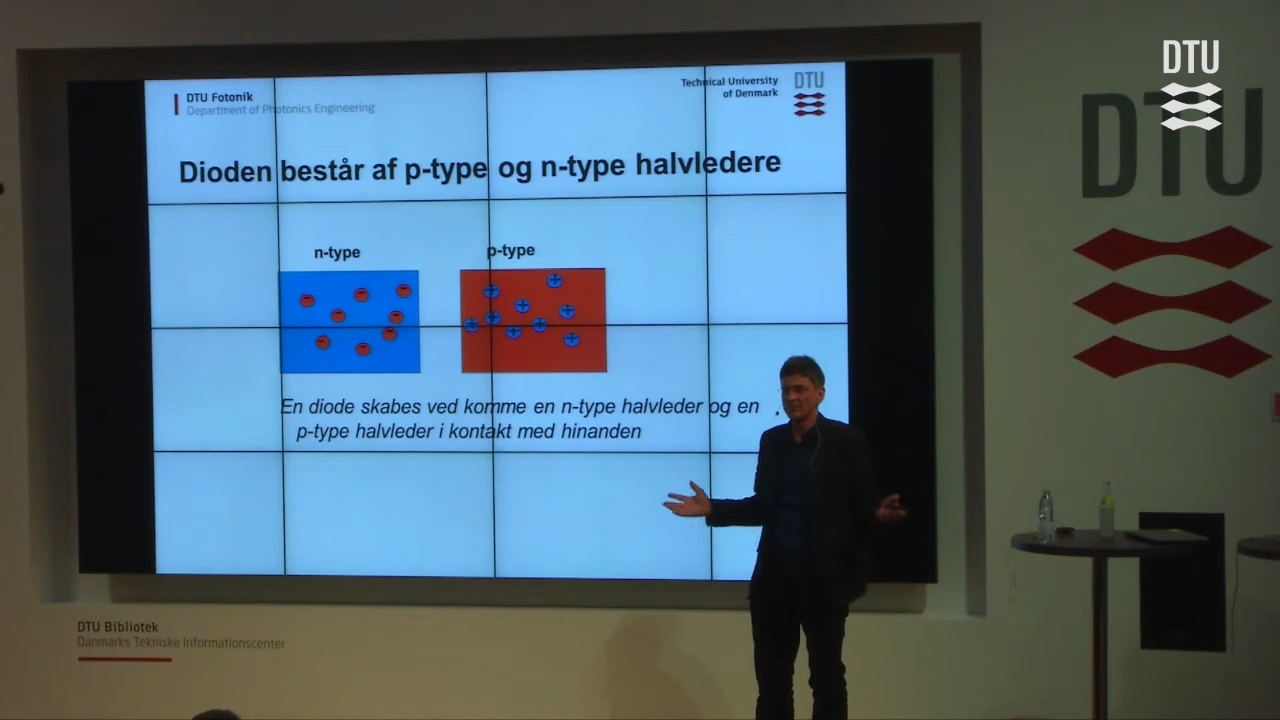 DTU Fotonik
Department of Photonics Engineering
Technical University
of Denmark
DTU
DTU
DTU
Dioden består af p-type og n-type halvledere
n-type
p-type
En diode skabes ved komme en n-type halvleder og en
p-type halvleder i kontakt med hinanden
DTU Bibliotek
Danmarks Tekniske Informationscenter